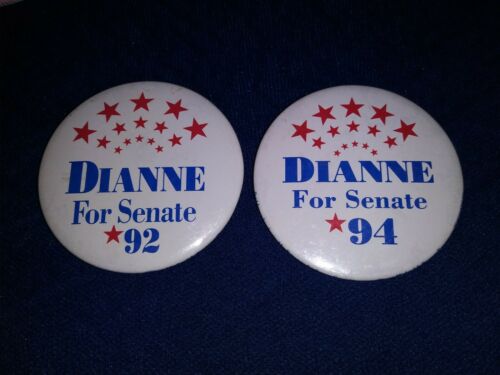 DIANNE
For Senate
★92
DIANNE
For Senate
★94